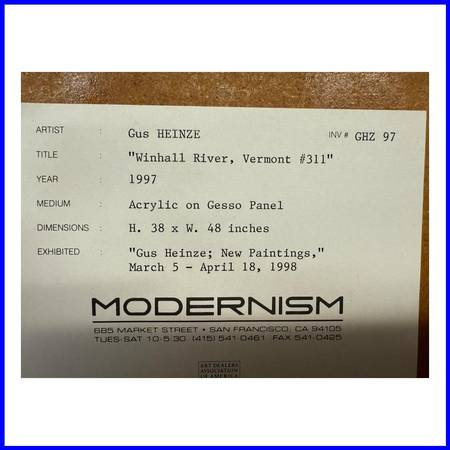 ARTIST : Gus HEINZE INV # GHZ 97
TITLE : "Winhall River, Vermont #311"
YEAR : 1997
MEDIUM : Acrylic on Gesso Panel
DIMENSIONS : H. 38 x W. 48 inches
EXHIBITED : "Gus Heinze; New Paintings,"
March 5 - April 18, 1998
MODERNISM
685 MARKET STREET • SAN FRANCISCO, CA 94105
TUES-SAT 10-5:30 (415) 541 0461 FAX 541-0425
ART DEALERS
ASSOCIATION
OF AMERICA